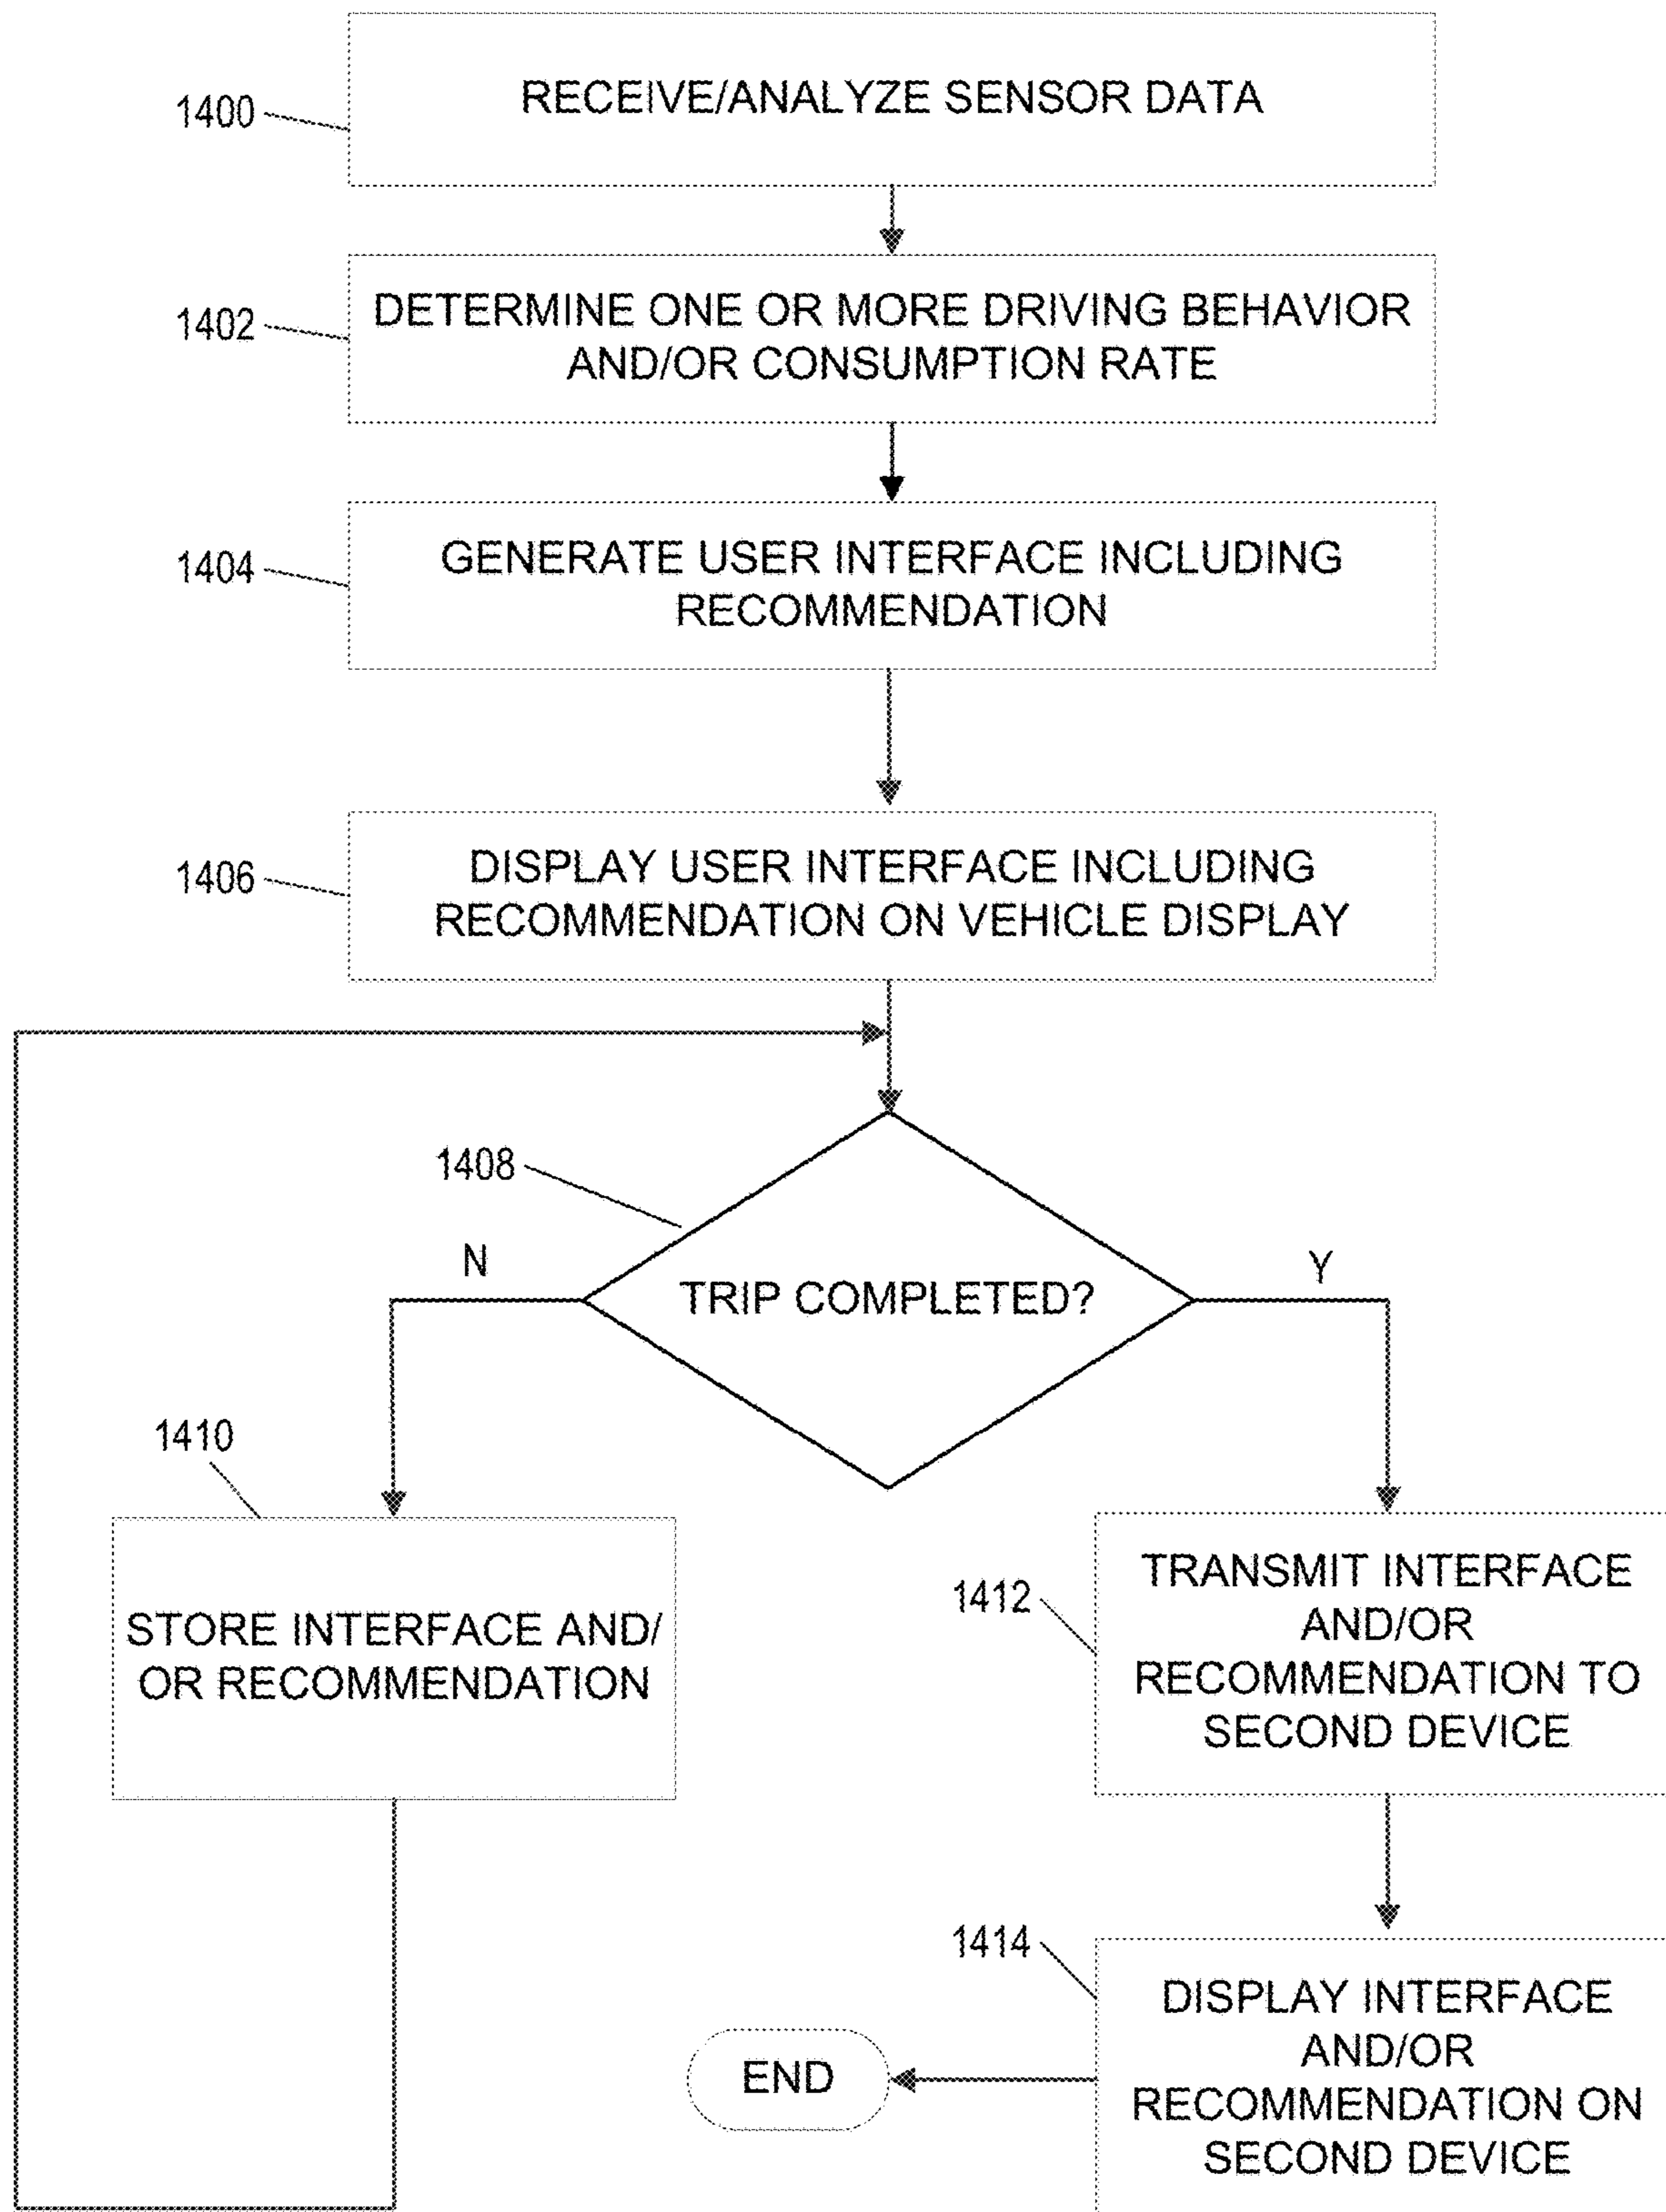 1400
RECEIVE/ANALYZE SENSOR DATA
1402
DETERMINE ONE OR MORE DRIVING BEHAVIOR
AND/OR CONSUMPTION RATE
1404
GENERATE USER INTERFACE INCLUDING
RECOMMENDATION
1406
DISPLAY USER INTERFACE INCLUDING
RECOMMENDATION ON VEHICLE DISPLAY
1408
N
Y
TRIP COMPLETED?
1410
STORE INTERFACE AND/
OR RECOMMENDATION
1412
TRANSMIT INTERFACE
AND/OR
RECOMMENDATION TO
SECOND DEVICE
1414
DISPLAY INTERFACE
AND/OR
RECOMMENDATION ON
SECOND DEVICE
END